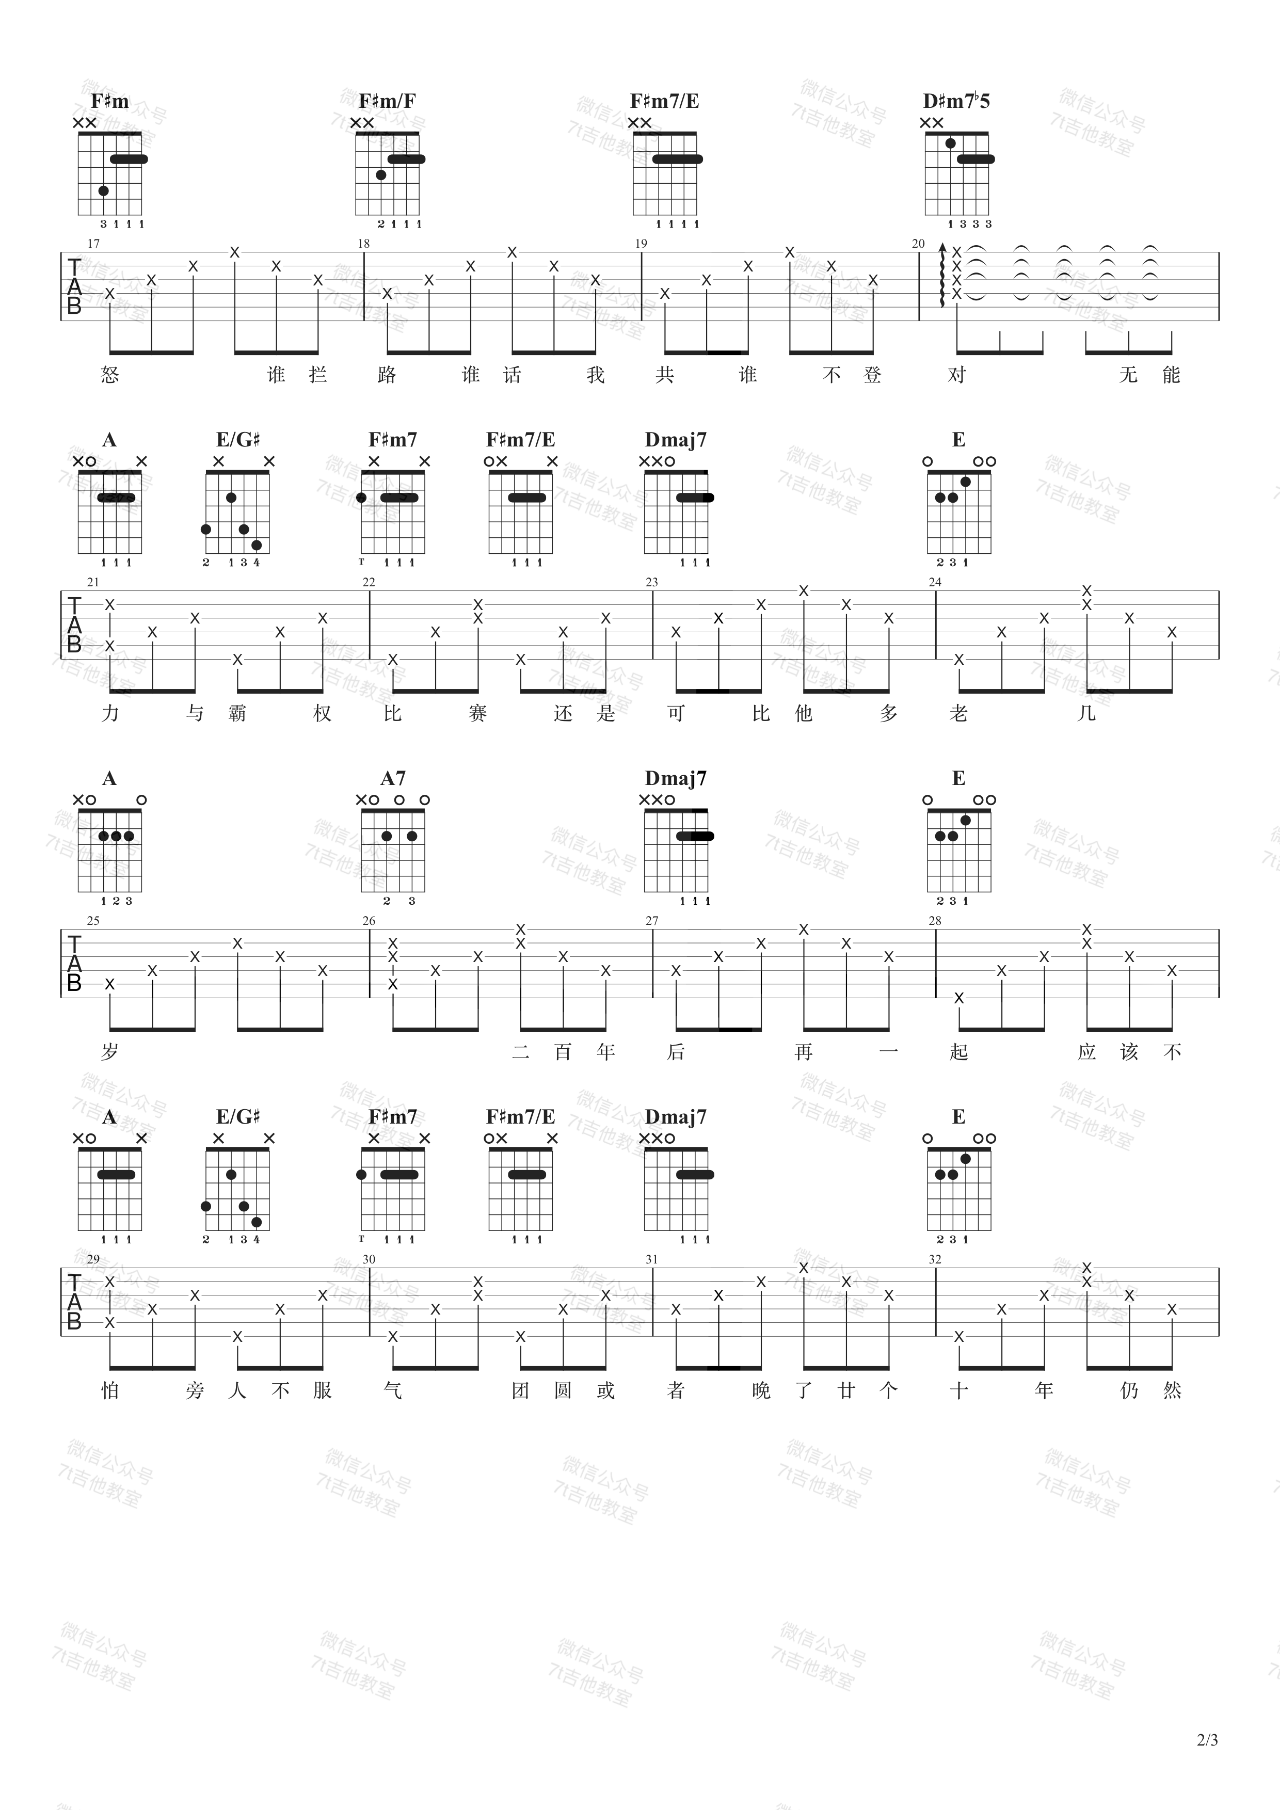 F♯m F♯m/F F♯m7/E D♯m7♭5
×× ×× ×× ××
3 1 1 1 2 1 1 1 1 1 1 1 1 3 3 3
17 18 19 20
TAB
怒 谁 拦 路 谁 话 我 共 谁 不 登 对 无 能
A E/G♯ F♯m7 F♯m7/E Dmaj7 E
1 1 1 2 1 3 4 T 1 1 1 1 1 1 1 1 1 2 3 1
21 22 23 24
TAB
力 与 霸 权 比 赛 还 是 可 比 他 多 老 几
A A7 Dmaj7 E
1 2 3 2 3 1 1 1 2 3 1
25 26 27 28
TAB
岁 二 百 年 后 再 一 起 应 该 不
A E/G♯ F♯m7 F♯m7/E Dmaj7 E
1 1 1 2 1 3 4 T 1 1 1 1 1 1 1 1 1 2 3 1
29 30 31 32
TAB
怕 旁 人 不 服 气 团 圆 或 者 晚 了 廿 个 十 年 仍 然
微信公众号
7t吉他教室
2/3